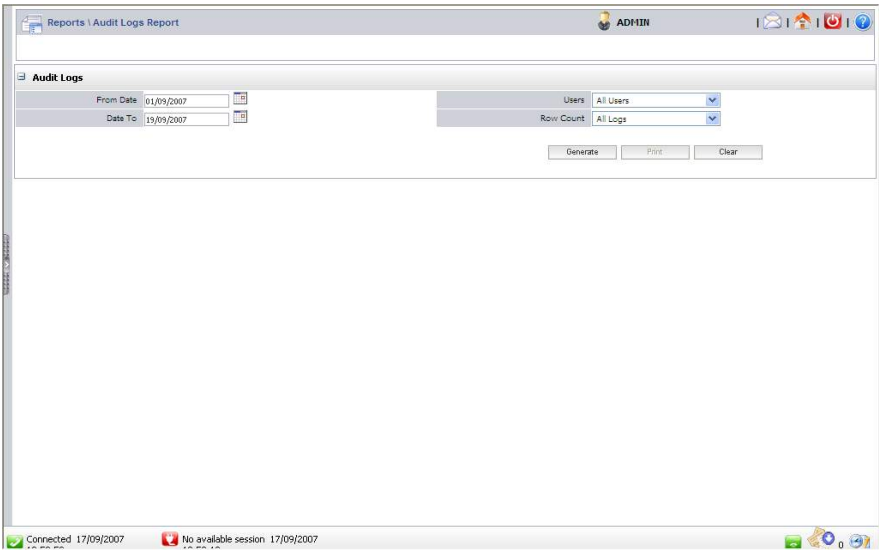 Reports \ Audit Logs Report
ADMIN
Audit Logs
From Date 01/09/2007
Users All Users
Date To 19/09/2007
Row Count All Logs
Generate Print Clear
Connected 17/09/2007
No available session 17/09/2007
0